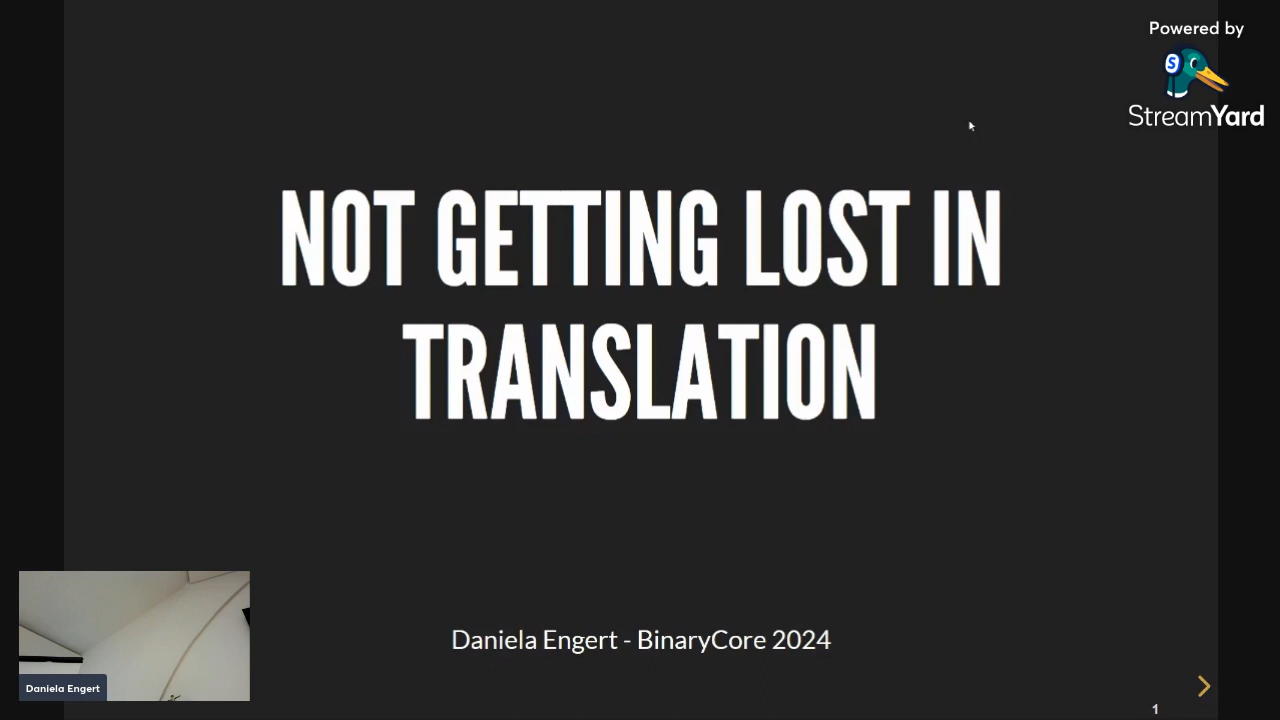 Powered by
S
StreamYard
NOT GETTING LOST IN
TRANSLATION
Daniela Engert - BinaryCore 2024
Daniela Engert
1